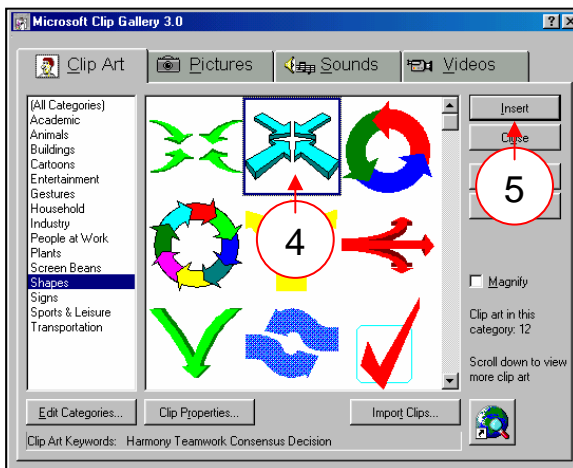 Microsoft Clip Gallery 3.0
Clip Art
Pictures
Sounds
Videos
(All Categories)
Academic
Animals
Buildings
Cartoons
Entertainment
Gestures
Household
Industry
People at Work
Plants
Screen Beans
Shapes
Signs
Sports & Leisure
Transportation
4
Insert
Close
5
Magnify
Clip art in this
category: 12
Scroll down to view
more clip art
Edit Categories...
Clip Properties...
Import Clips...
Clip Art Keywords: Harmony Teamwork Consensus Decision